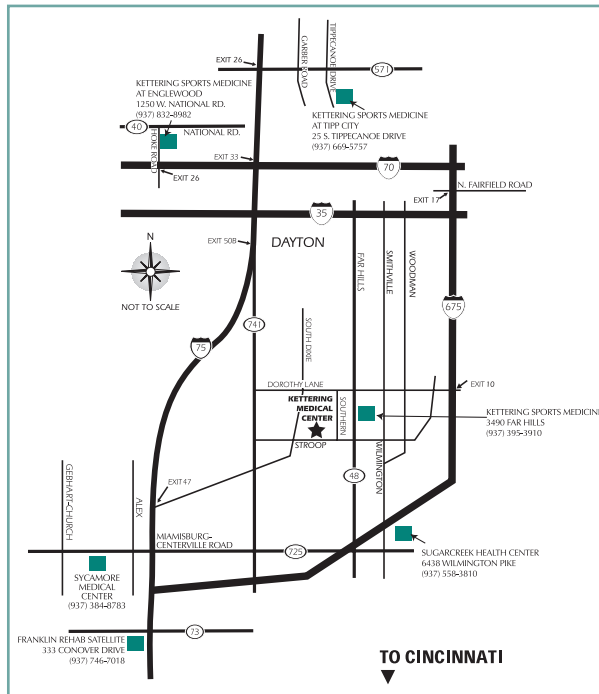 EXIT 26
GARBER ROAD
TIPPECANOE DRIVE
571
KETTERING SPORTS MEDICINE
AT ENGLEWOOD
1250 W. NATIONAL RD.
(937) 832-8982
KETTERING SPORTS MEDICINE
AT TIPP CITY
25 S. TIPPECANOE DRIVE
(937) 669-5757
40
NATIONAL RD.
HOKE ROAD
EXIT 33
EXIT 26
70
N. FAIRFIELD ROAD
EXIT 17
35
EXIT 50B
DAYTON
N
NOT TO SCALE
FAR HILLS
SMITHVILLE
WOODMAN
675
741
SOUTH DIXIE
75
DOROTHY LANE
EXIT 10
KETTERING
MEDICAL
CENTER
SOUTHERN
STROOP
KETTERING SPORTS MEDICINE
3490 FAR HILLS
(937) 395-3910
48
WILMINGTON
EXIT 47
GEBHART-CHURCH
ALEX
MIAMISBURG-
CENTERVILLE ROAD
725
SUGARCREEK HEALTH CENTER
6438 WILMINGTON PIKE
(937) 558-3810
SYCAMORE
MEDICAL
CENTER
(937) 384-8783
73
FRANKLIN REHAB SATELLITE
333 CONOVER DRIVE
(937) 746-7018
TO CINCINNATI